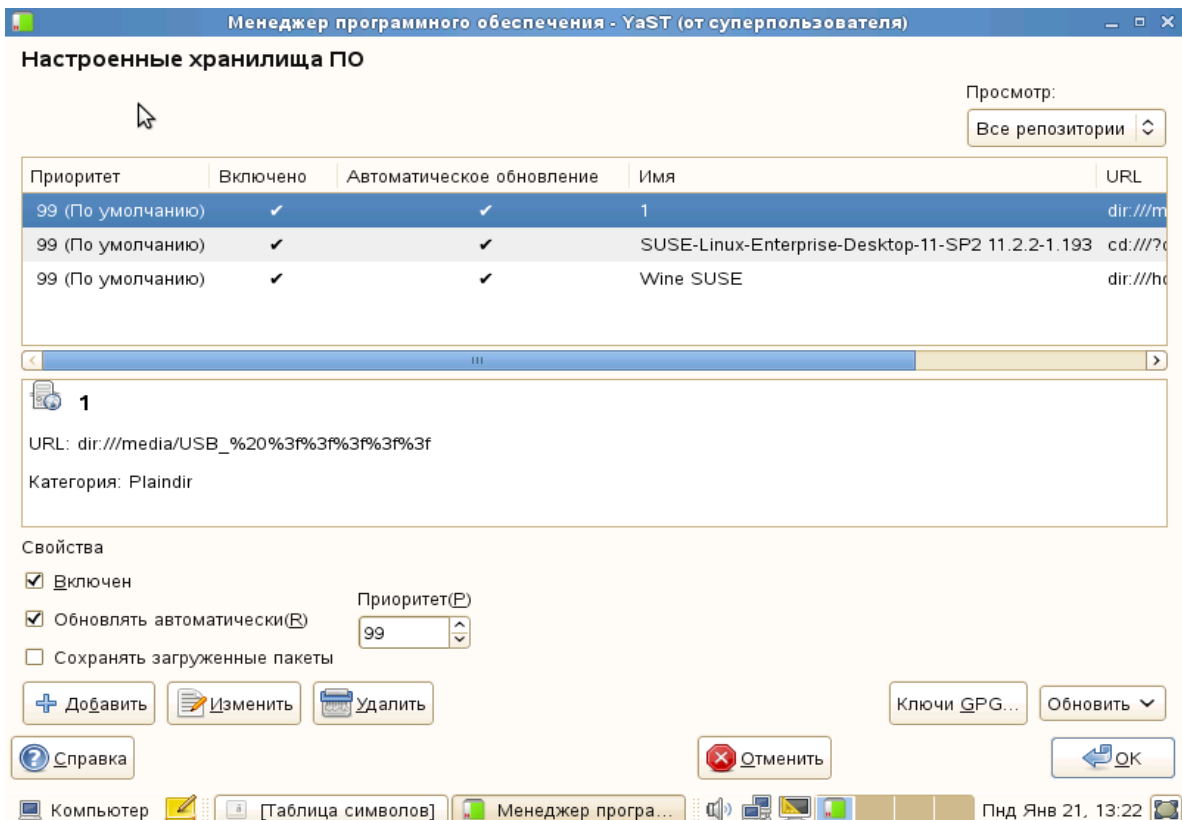 Менеджер программного обеспечения - YaST (от суперпользователя)
Настроенные хранилища ПО
Просмотр:
Все репозитории
Приоритет Включено Автоматическое обновление Имя URL
99 (По умолчанию) ✔ ✔ 1 dir:///m
99 (По умолчанию) ✔ ✔ SUSE-Linux-Enterprise-Desktop-11-SP2 11.2.2-1.193 cd:///?d
99 (По умолчанию) ✔ ✔ Wine SUSE dir:///ho
1
URL: dir:///media/USB_%20%3f%3f%3f%3f%3f
Категория: Plaindir
Свойства
Включен
Обновлять автоматически(R)
Приоритет(P)
99
Сохранять загруженные пакеты
Добавить Изменить Удалить Ключи GPG... Обновить
Справка Отменить OK
Компьютер [Таблица символов] Менеджер програ... Пнд Янв 21, 13:22